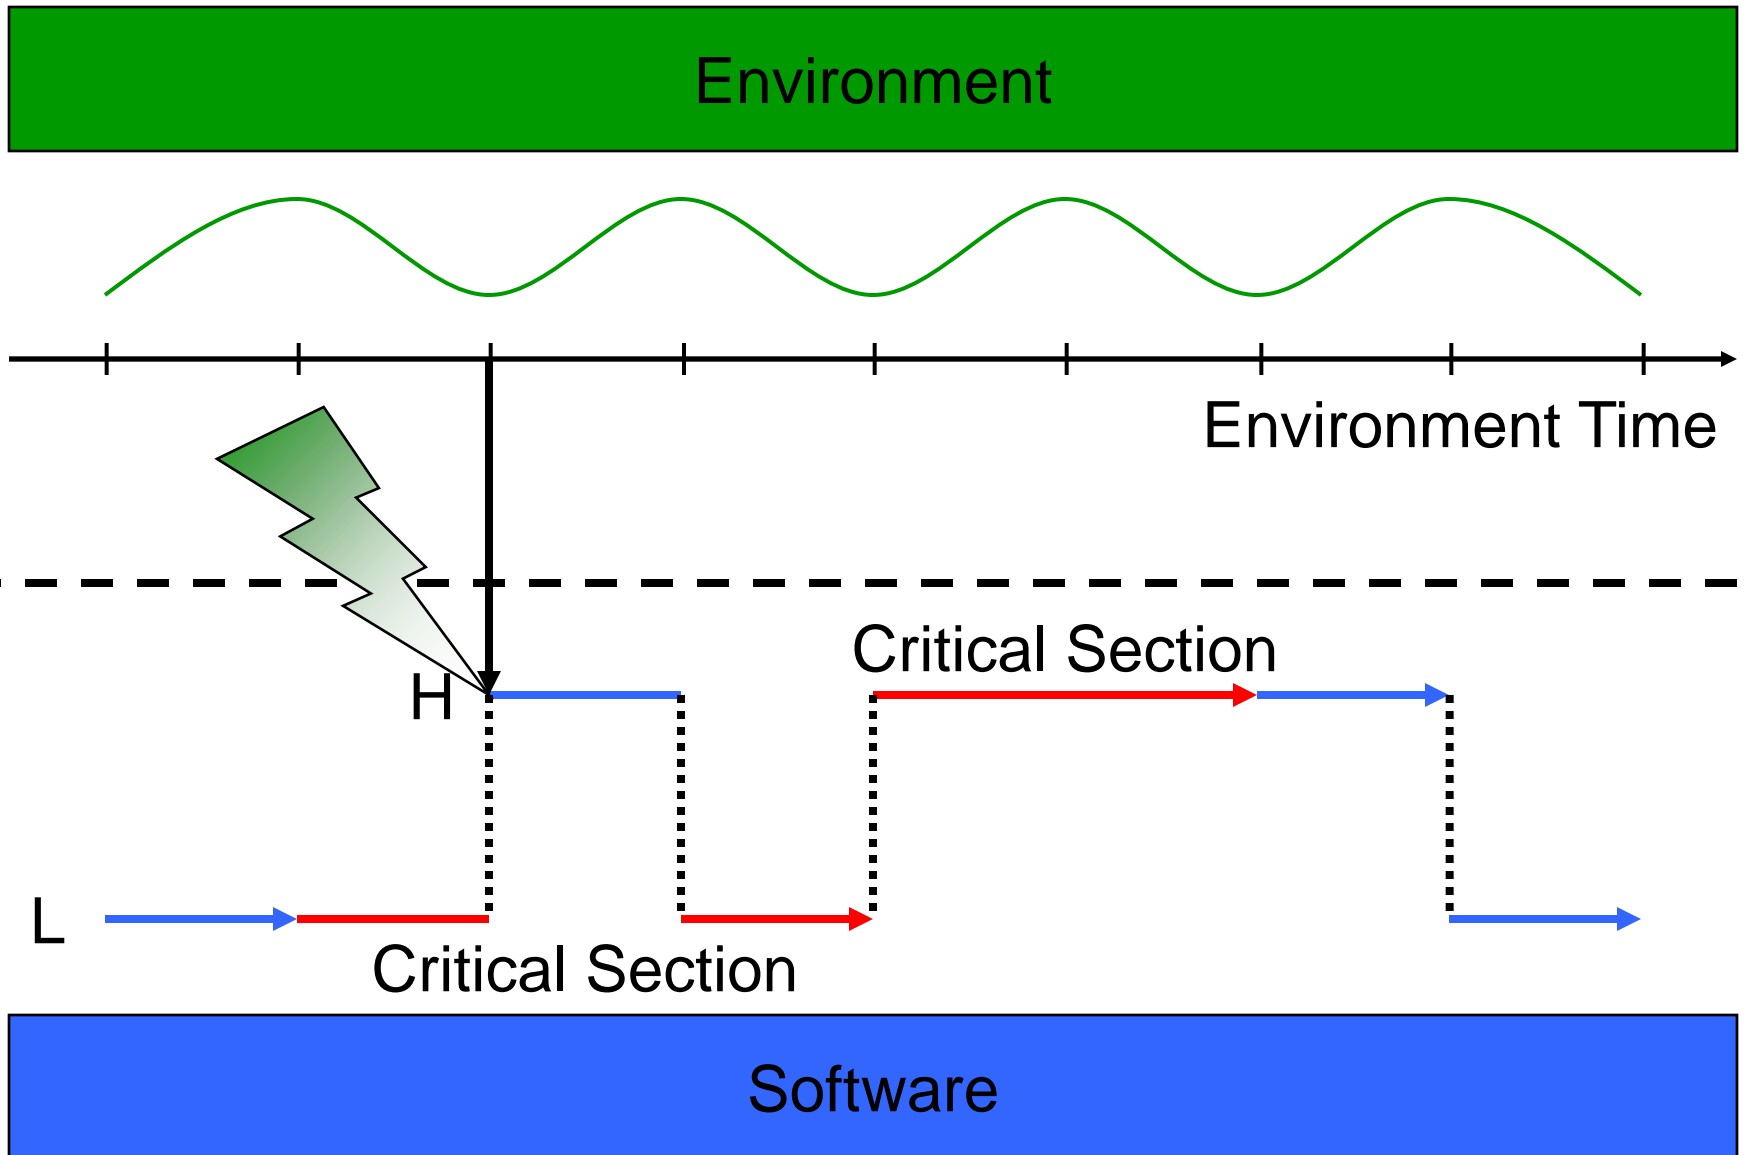 Environment
Environment Time
Critical Section
H
L
Critical Section
Software